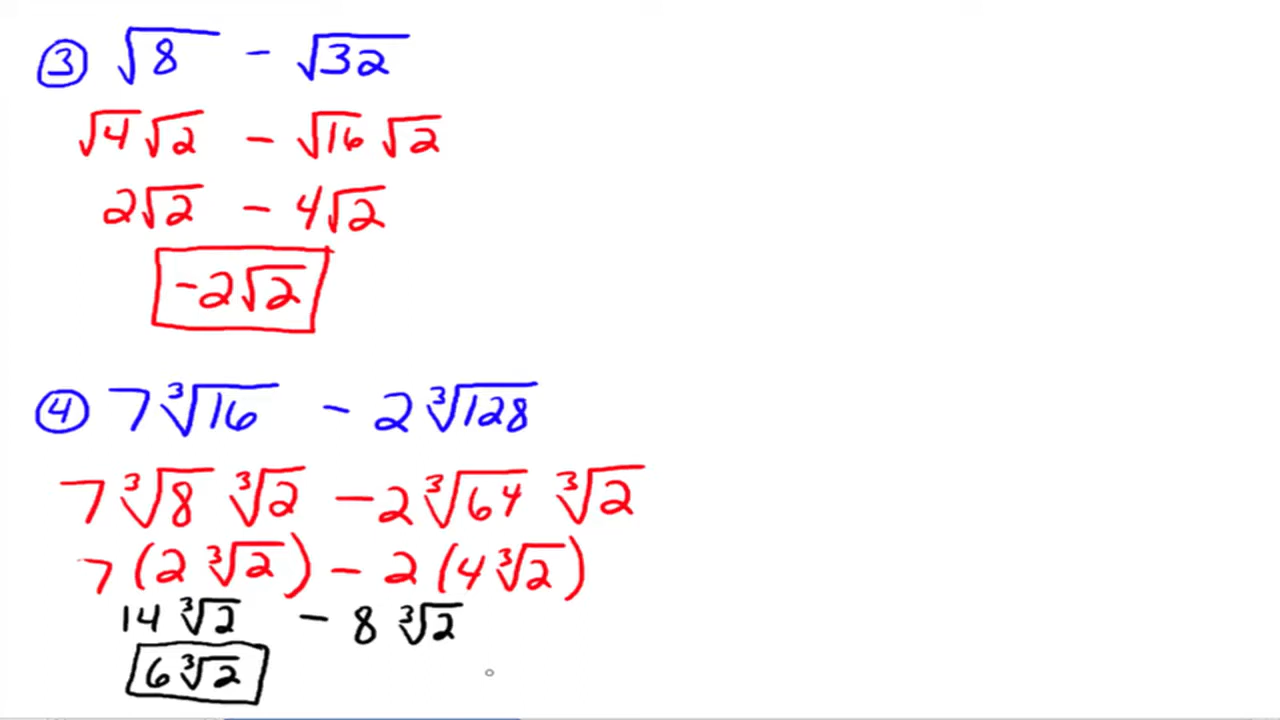 ③ √8 - √32
√4 √2 - √16 √2
2√2 - 4√2
-2√2
④ 7 ∛16 - 2 ∛128
7 ∛8 ∛2 - 2 ∛64 ∛2
7 (2 ∛2) - 2 (4 ∛2)
14 ∛2 - 8 ∛2
6 ∛2